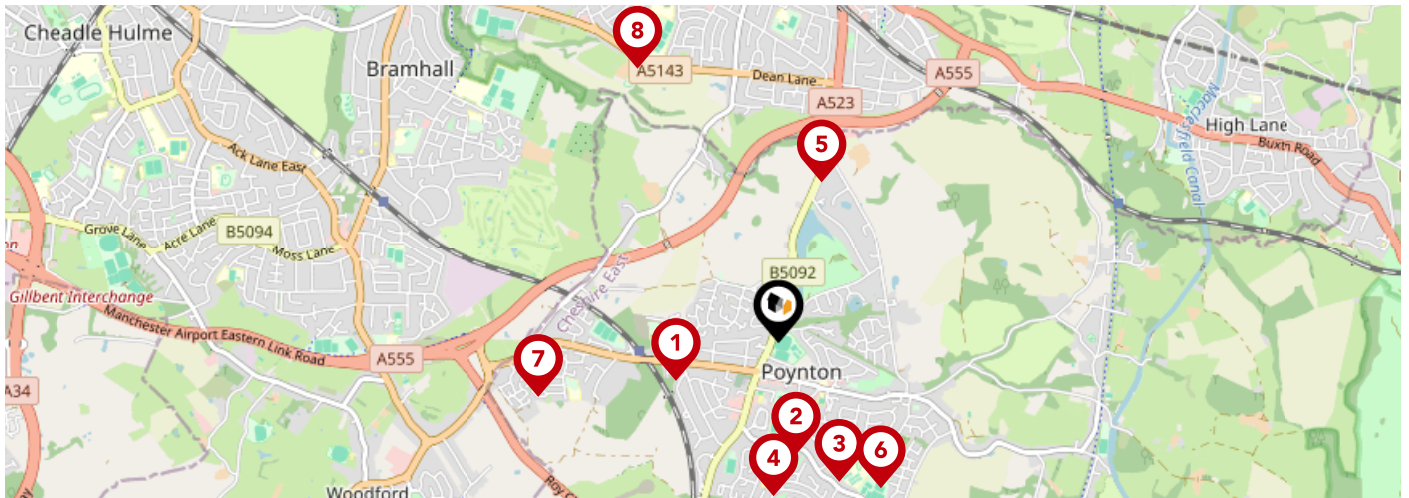 Cheadle Hulme
8
Bramhall
A5143
Dean Lane
A555
A523
Macclesfield Canal
High Lane
Buxton Road
5
Ack Lane East
Grove Lane
Acre Lane
B5094
Moss Lane
Gillbent Interchange
Cheshire East
B5092
Manchester Airport Eastern Link Road
A555
7
1
Poynton
A34
2
3
6
4
Woodford